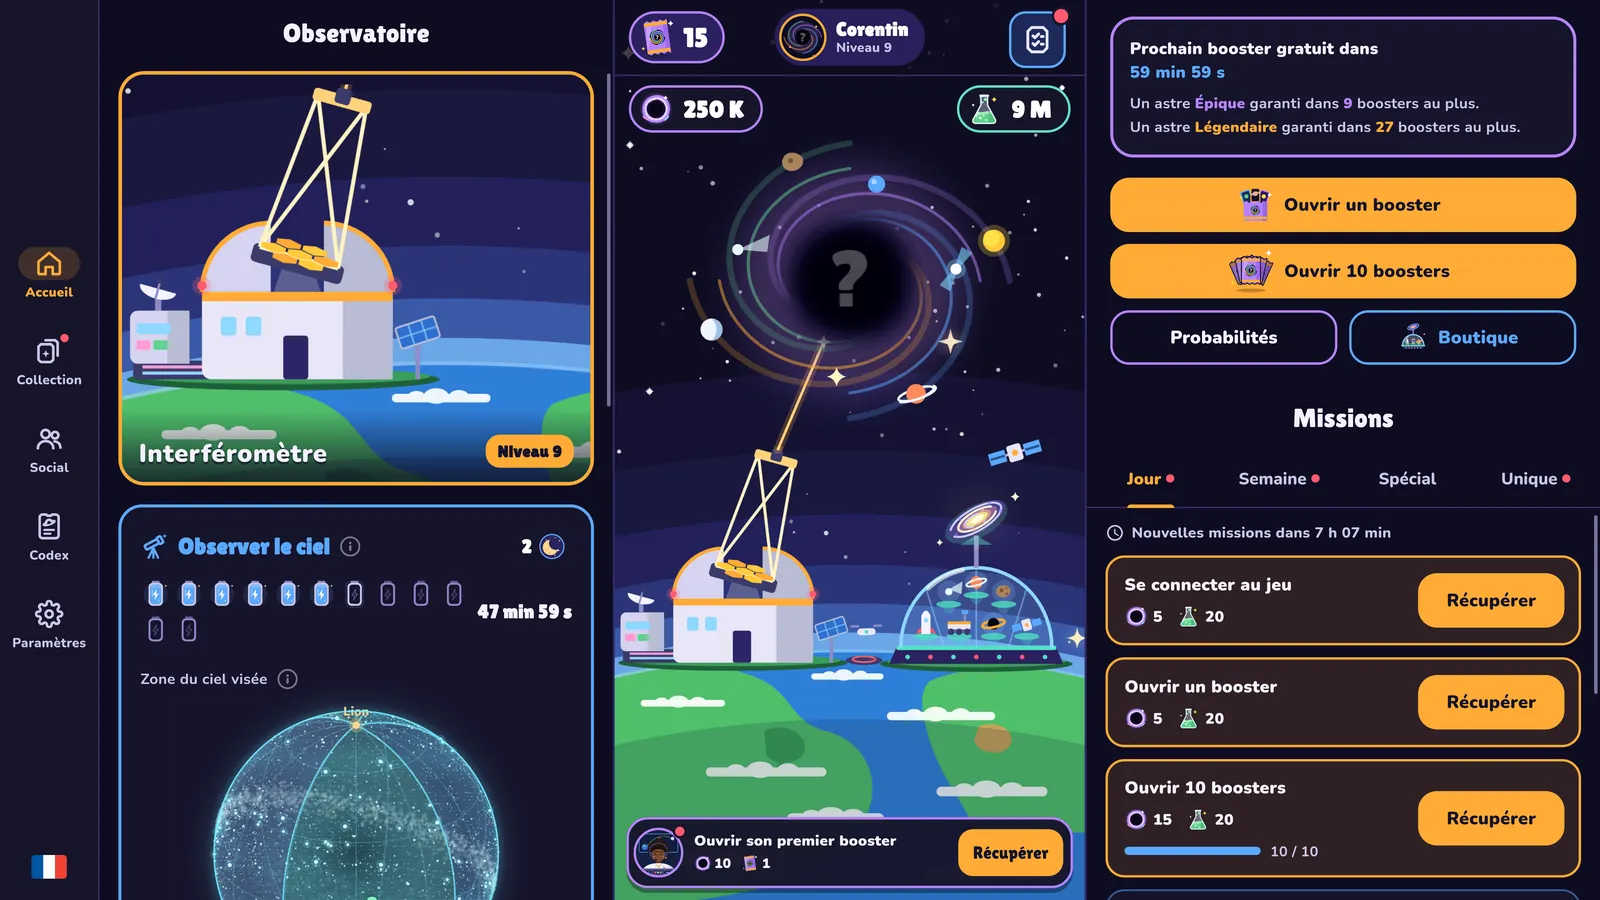 Accueil
Collection
Social
Codex
Paramètres
Observatoire
Interféromètre
Niveau 9
Observer le ciel
2
47 min 59 s
Zone du ciel visée
Lion
15
Corentin
Niveau 9
250 K
9 M
?
Ouvrir son premier booster
10 1
Récupérer
Prochain booster gratuit dans
59 min 59 s
Un astre Épique garanti dans 9 boosters au plus.
Un astre Légendaire garanti dans 27 boosters au plus.
Ouvrir un booster
Ouvrir 10 boosters
Probabilités
Boutique
Missions
Jour Semaine Spécial Unique
Nouvelles missions dans 7 h 07 min
Se connecter au jeu
5 20
Récupérer
Ouvrir un booster
5 20
Récupérer
Ouvrir 10 boosters
15 20
10 / 10
Récupérer